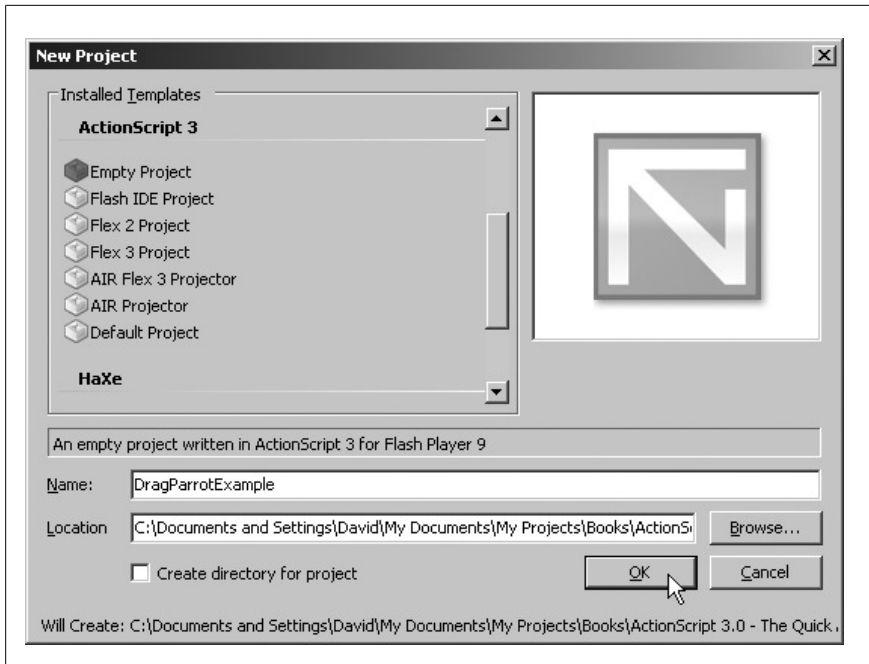 New Project
Installed Templates
ActionScript 3
Empty Project
Flash IDE Project
Flex 2 Project
Flex 3 Project
AIR Flex 3 Projector
AIR Projector
Default Project
HaXe
An empty project written in ActionScript 3 for Flash Player 9
Name: DragParrotExample
Location C:\Documents and Settings\David\My Documents\My Projects\Books\ActionS Browse...
Create directory for project OK Cancel
Will Create: C:\Documents and Settings\David\My Documents\My Projects\Books\ActionScript 3.0 - The Quick